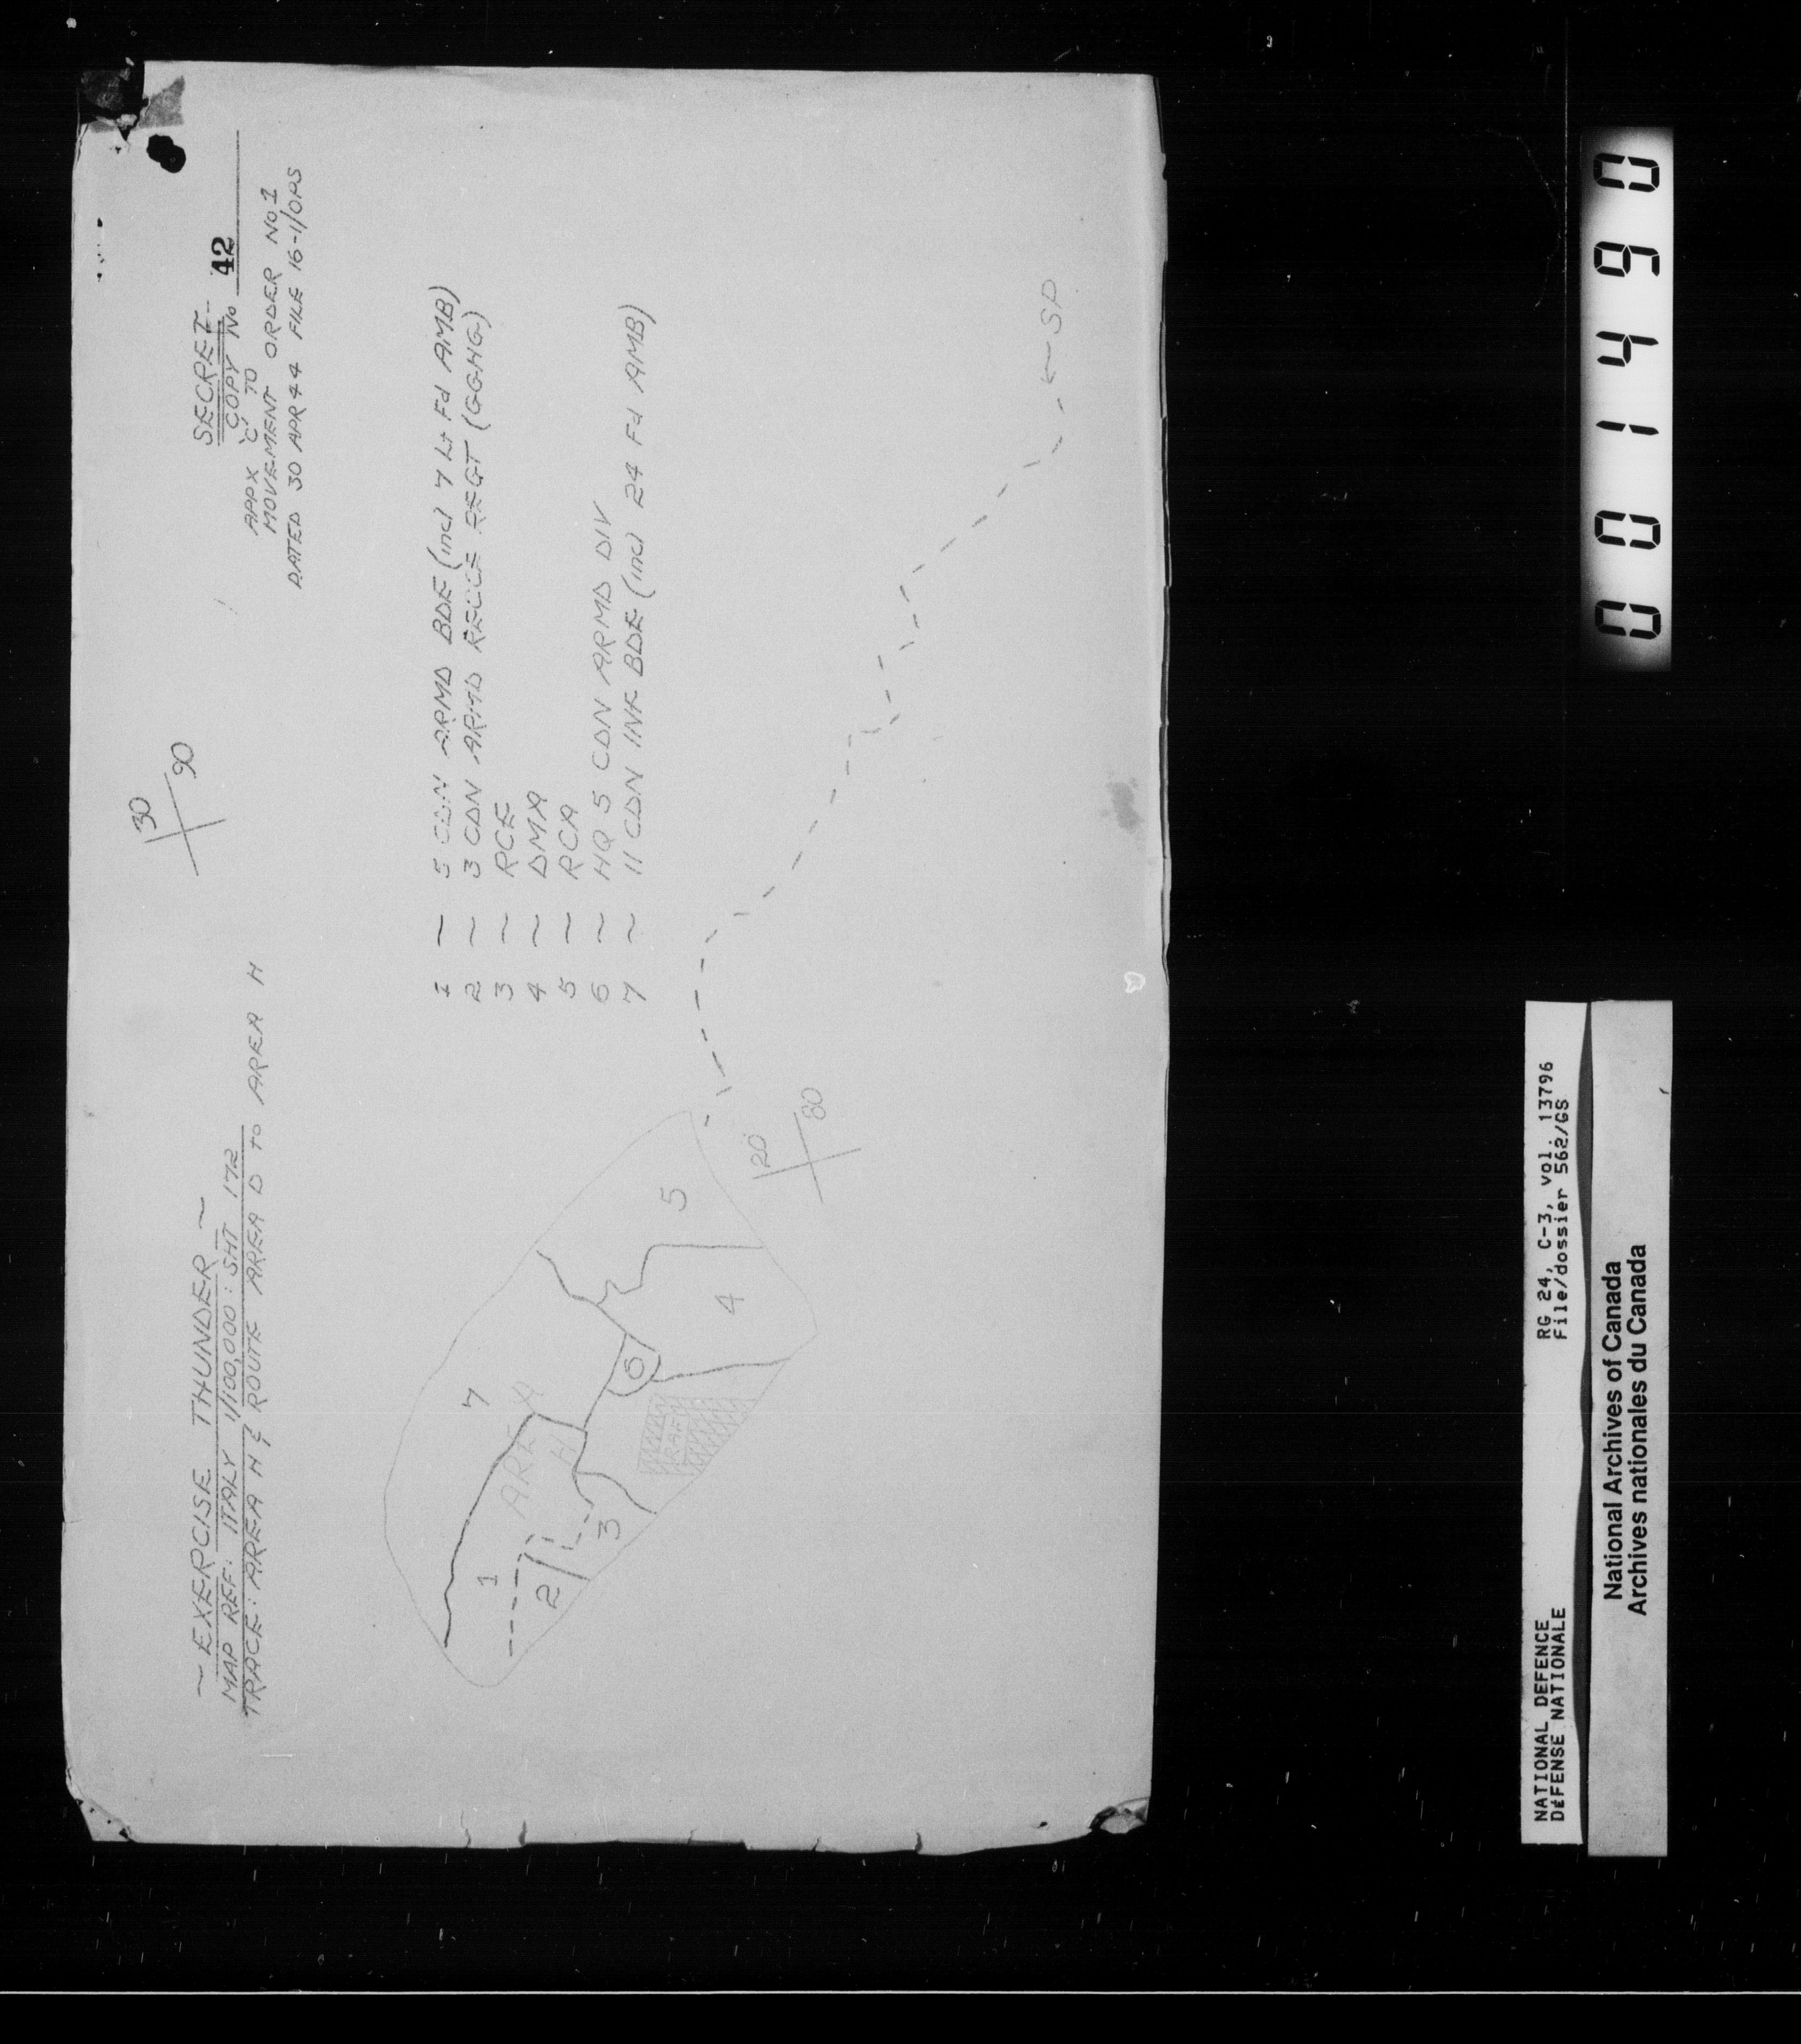 SECRET
COPY No 42
APPX 'C' TO
MOVEMENT ORDER No 1
DATED 30 APR 44 FILE 16-1/OPS
~ EXERCISE THUNDER ~
MAP REF: ITALY 1/100,000: SHT 172
TRACE: AREA H & ROUTE AREA D TO AREA H
30
90
1 ~ 5 CDN ARMD BDE (incl 7 Lt Fd AMB)
2 ~ 3 CDN ARMD RECCE REGT (GGHG)
3 ~ RCE
4 ~ DMA
5 ~ RCA
6 ~ HQ 5 CDN ARMD DIV
7 ~ 11 CDN INF BDE (incl 24 Fd AMB)
7
1
AREA
H
2
3
RAF
6
4
5
20
80
SP
001490
NATIONAL DEFENCE
DÉFENSE NATIONALE
RG 24, C-3, vol. 13796
File/dossier 562/GS
National Archives of Canada
Archives nationales du Canada